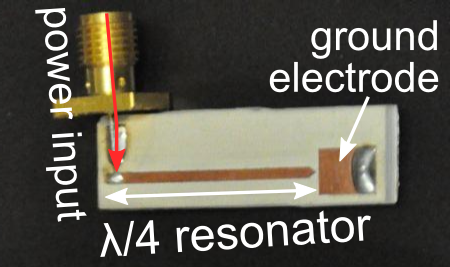 power input
ground
electrode
λ/4 resonator